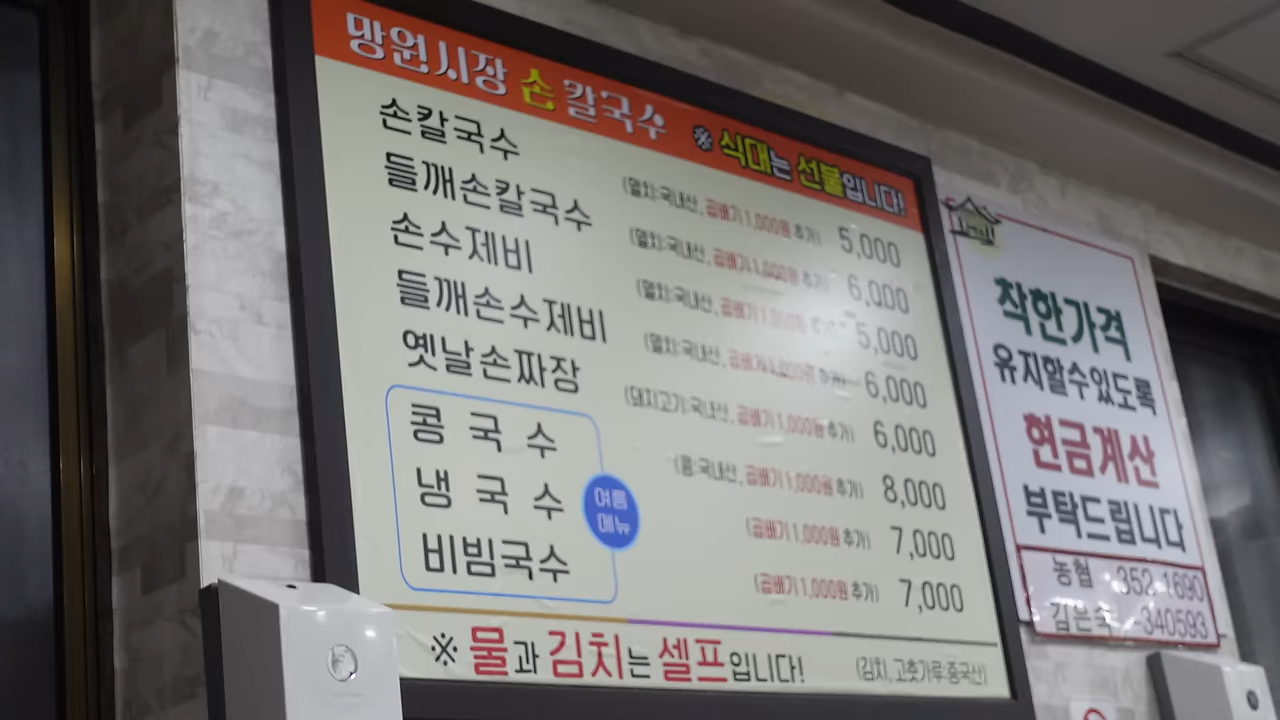 망원시장 손 칼국수 ※ 식대는 선불입니다!
손칼국수 (멸치:국내산, 곱배기 1,000원 추가) 5,000
들깨손칼국수 (멸치:국내산, 곱배기 1,000원 추가) 6,000
손수제비 (멸치:국내산, 곱배기 1,000원 추가) 5,000
들깨손수제비 (멸치:국내산, 곱배기 1,000원 추가) 6,000
옛날손짜장 (돼지고기:국내산, 곱배기 1,000원 추가) 6,000
콩국수 (콩:국내산, 곱배기 1,000원 추가) 8,000
냉국수 (곱배기 1,000원 추가) 7,000
비빔국수 (곱배기 1,000원 추가) 7,000
여름
메뉴
※ 물과 김치는 셀프입니다! (김치, 고춧가루:중국산)
착한가격
유지할수있도록
현금계산
부탁드립니다
농협 352-1690
김은숙 -340593